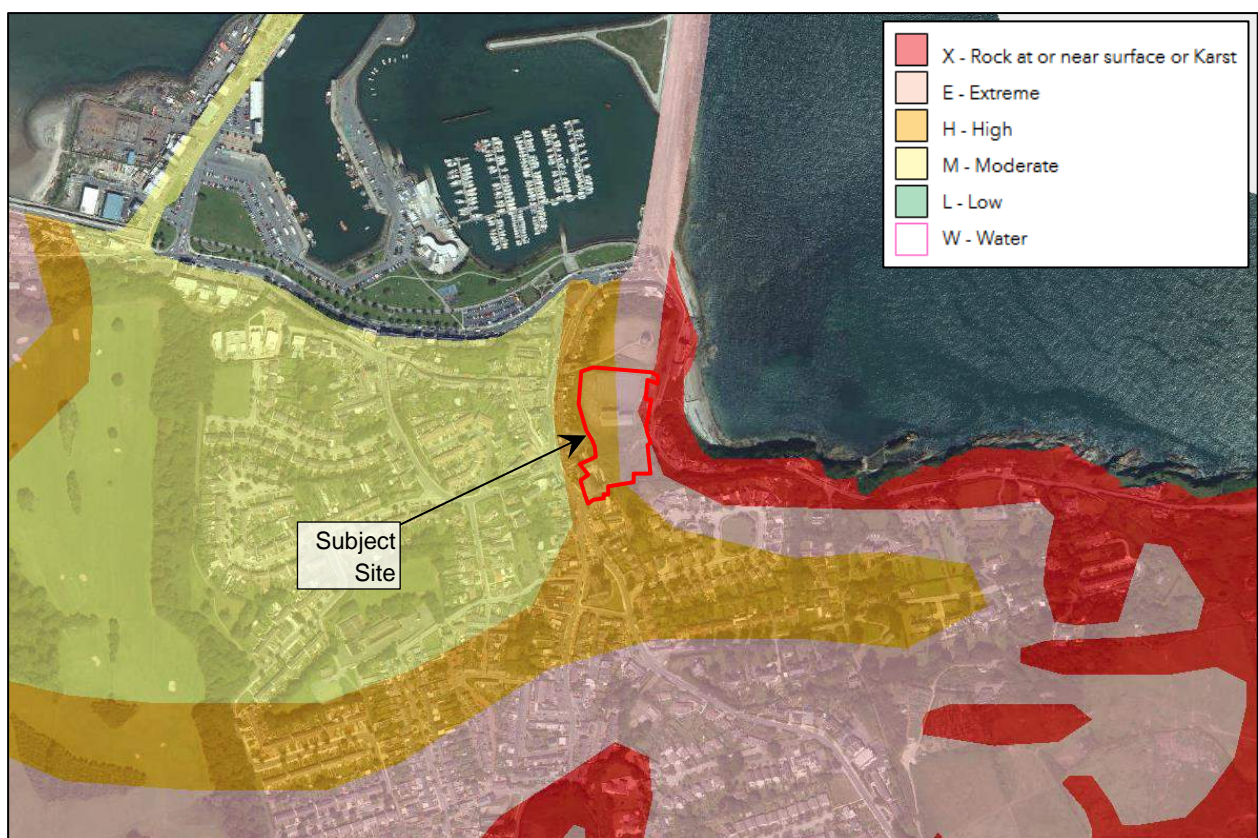 X - Rock at or near surface or Karst
E - Extreme
H - High
M - Moderate
L - Low
W - Water
Subject
Site